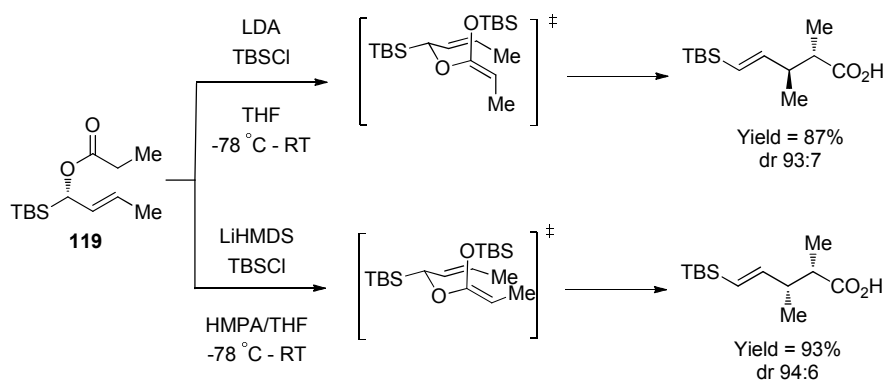 LDA
TBSCl
THF
-78 °C - RT
TBS
OTBS
Me
O
Me
‡
TBS
Me
Me
CO2H
Yield = 87%
dr 93:7
O
O
Me
TBS
Me
119
LiHMDS
TBSCl
HMPA/THF
-78 °C - RT
TBS
OTBS
Me
O
Me
‡
TBS
Me
Me
CO2H
Yield = 93%
dr 94:6